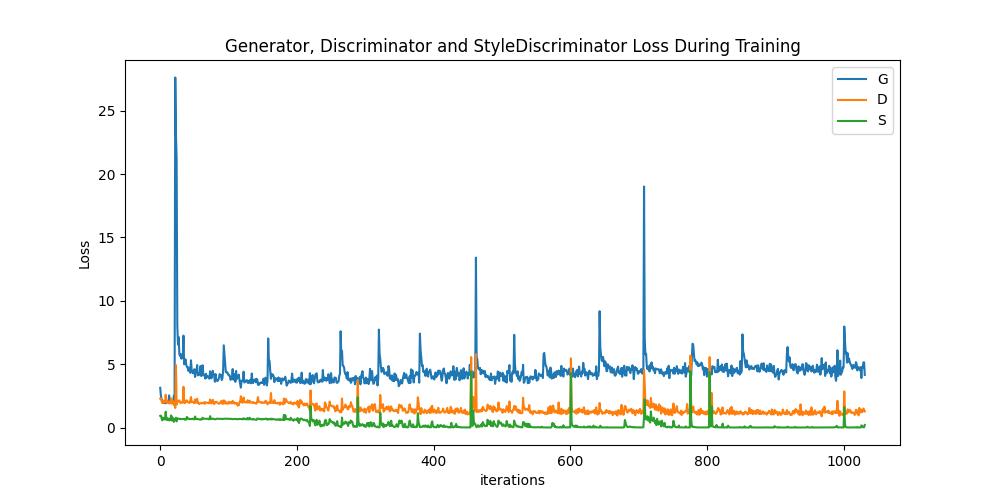 Generator, Discriminator and StyleDiscriminator Loss During Training
G
D
S
25
20
15
10
5
0
Loss
0 200 400 600 800 1000
iterations